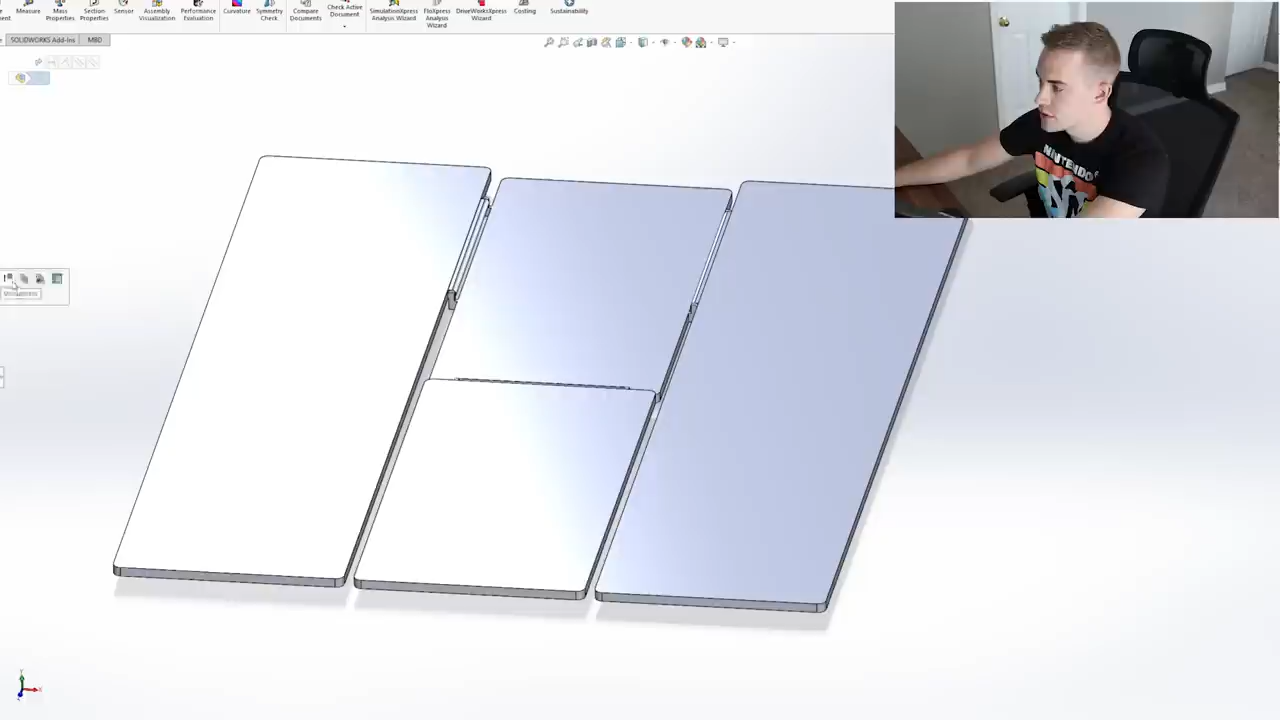 Measure
Mass
Properties
Section
Properties
Sensor
Assembly
Visualization
Performance
Evaluation
Curvature
Symmetry
Check
Compare
Documents
Check Active
Document
SimulationXpress
Analysis Wizard
FloXpress
Analysis
Wizard
DriveWorksXpress
Wizard
Costing
Sustainability
SOLIDWORKS Add-Ins
MBD
NINTENDO